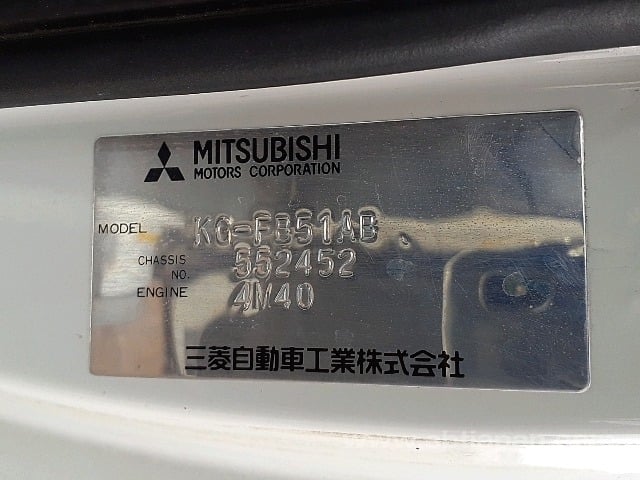 MITSUBISHI
MOTORS CORPORATION
MODEL KG-FB51AB
CHASSIS NO. 552452
ENGINE 4M40
三菱自動車工業株式会社